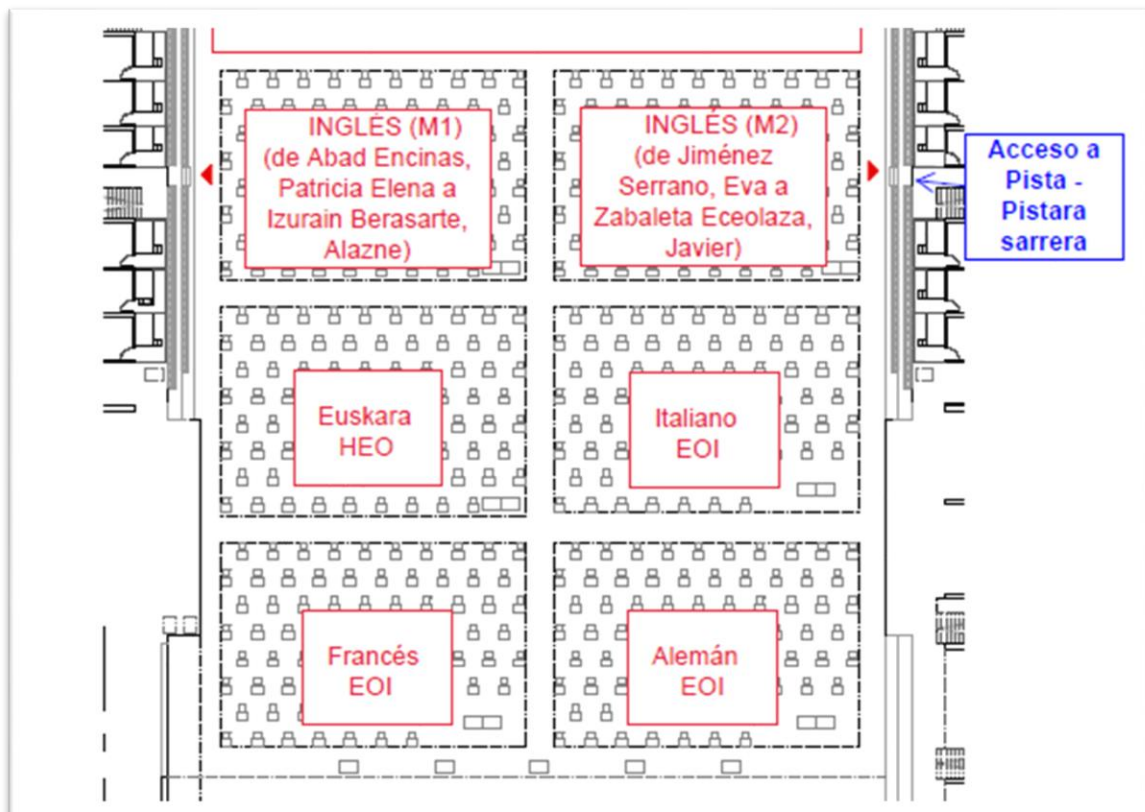 INGLÉS (M1)
(de Abad Encinas,
Patricia Elena a
Izurain Berasarte,
Alazne)
INGLÉS (M2)
(de Jiménez
Serrano, Eva a
Zabaleta Eceolaza,
Javier)
Acceso a
Pista -
Pistara
sarrera
Euskara
HEO
Italiano
EOI
Francés
EOI
Alemán
EOI